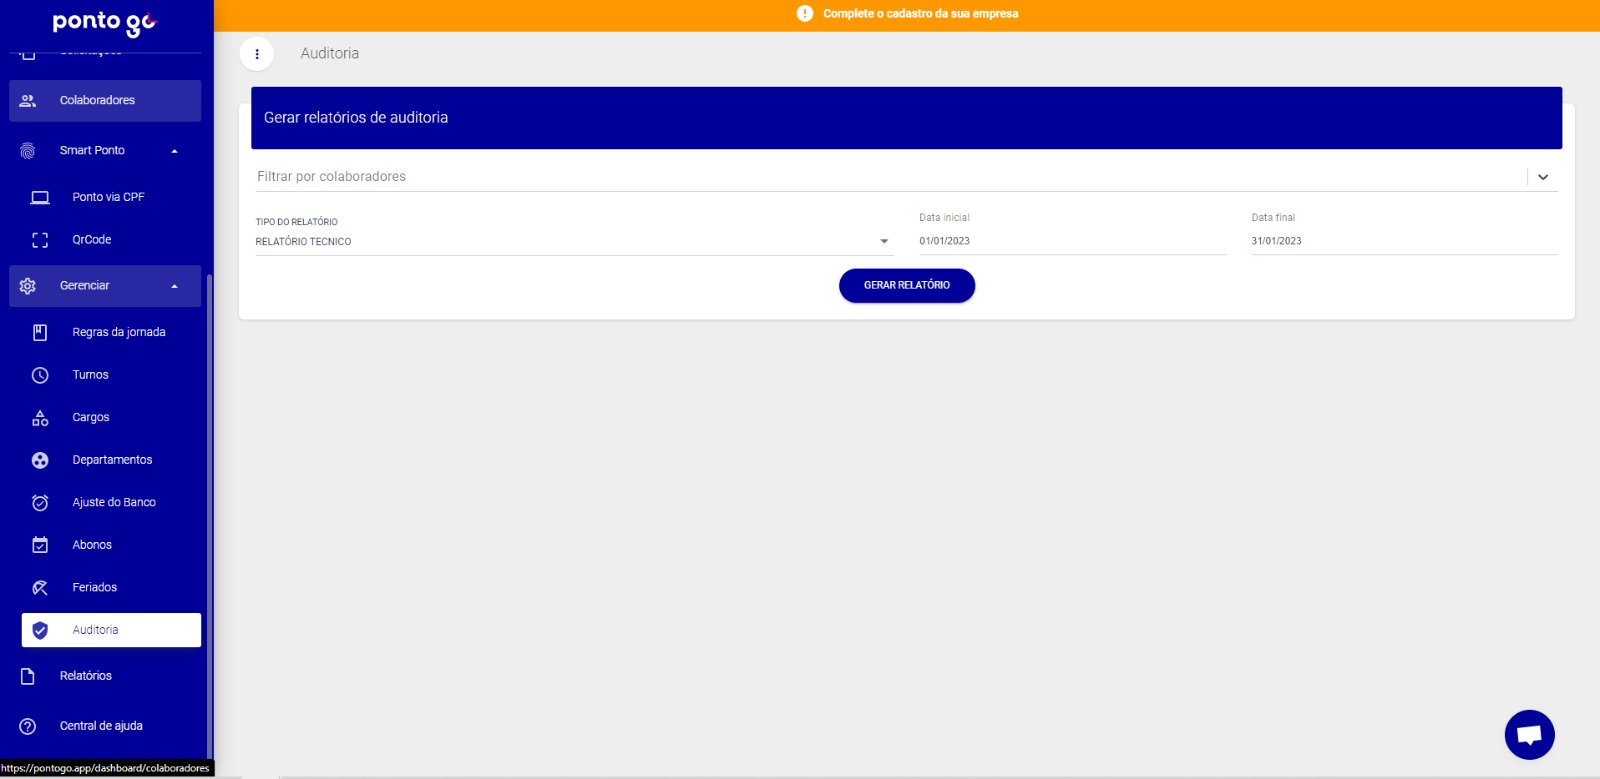 ponto go
Complete o cadastro da sua empresa
Auditoria
Solicitações
Colaboradores
Smart Ponto
Ponto via CPF
QrCode
Gerenciar
Regras da jornada
Turnos
Cargos
Departamentos
Ajuste do Banco
Abonos
Feriados
Auditoria
Relatórios
Central de ajuda
https://pontogo.app/dashboard/colaboradores
Gerar relatórios de auditoria
Filtrar por colaboradores
TIPO DO RELATÓRIO
RELATÓRIO TECNICO
Data inicial
01/01/2023
Data final
31/01/2023
GERAR RELATÓRIO